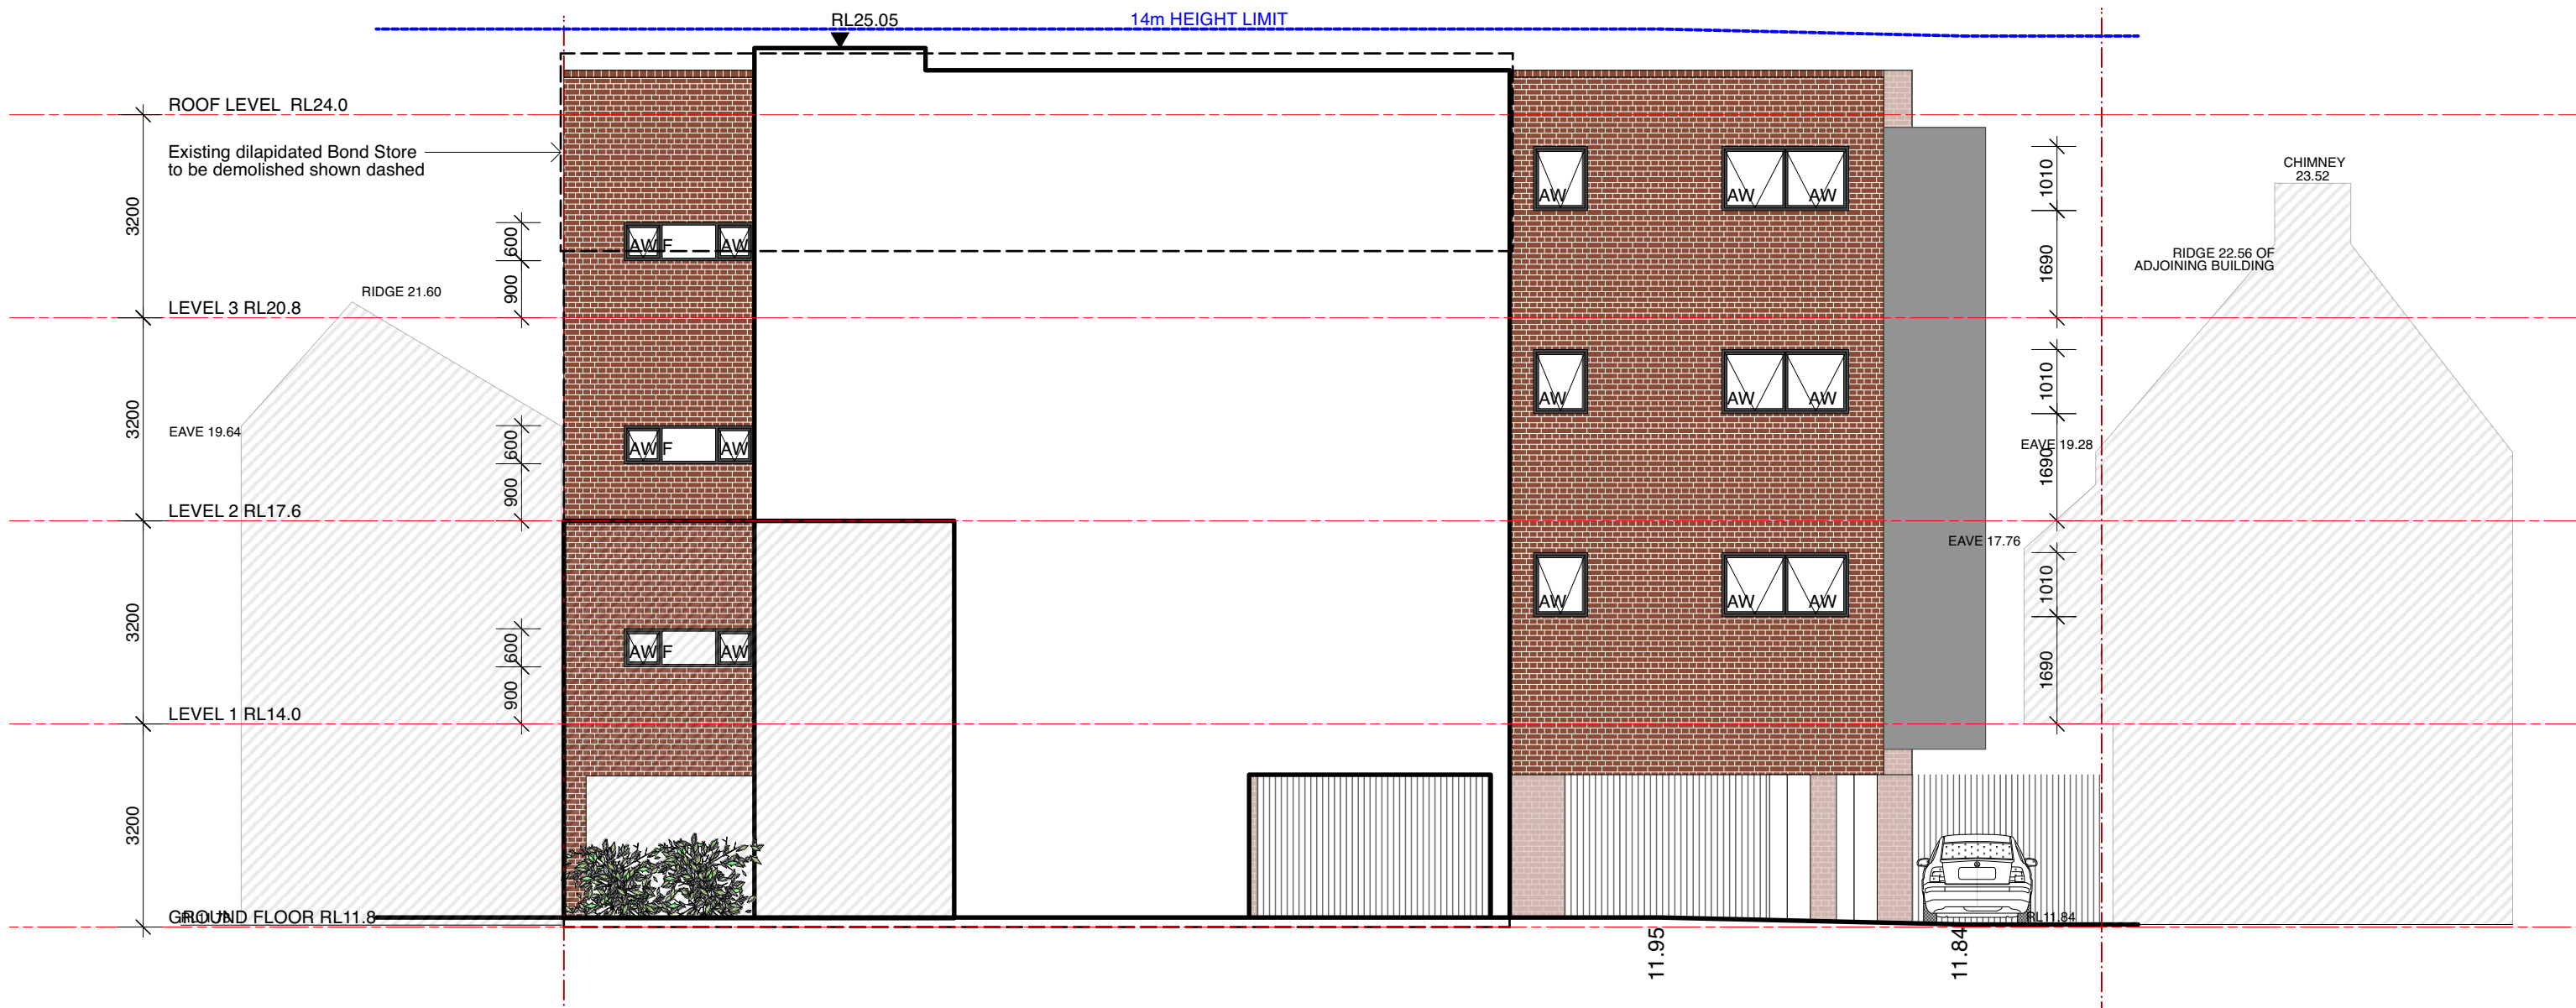 RL25.05
14m HEIGHT LIMIT
ROOF LEVEL RL24.0
Existing dilapidated Bond Store
to be demolished shown dashed
CHIMNEY
23.52
1010
AW
AW
AW
3200
600
AW F AW
1690
RIDGE 22.56 OF
ADJOINING BUILDING
900
RIDGE 21.60
LEVEL 3 RL20.8
1010
AW
AW
AW
3200
EAVE 19.64
600
AW F AW
EAVE 19.28
1690
900
LEVEL 2 RL17.6
EAVE 17.76
1010
AW
AW
AW
3200
600
AW F AW
1690
900
LEVEL 1 RL14.0
3200
GROUND FLOOR RL11.8
RL11.84
11.95
11.84